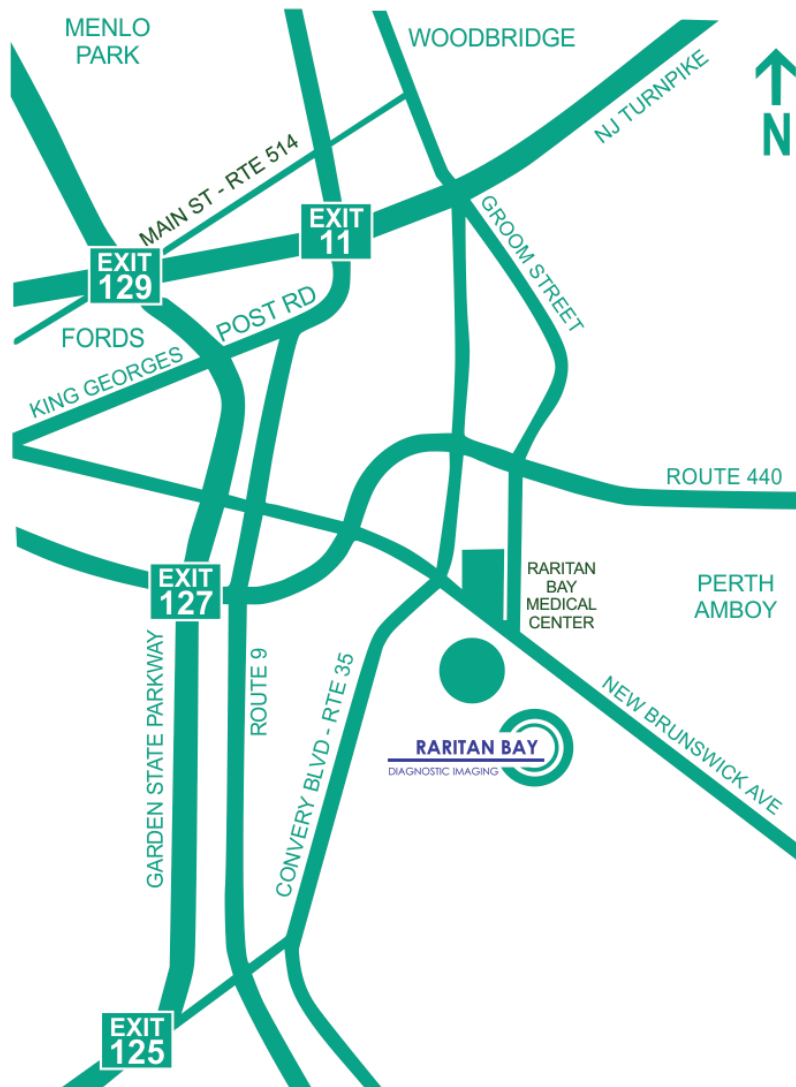 MENLO
PARK
WOODBRIDGE
NJ TURNPIKE
N
MAIN ST - RTE 514
EXIT
11
GROOM STREET
EXIT
129
POST RD
FORDS
KING GEORGES
ROUTE 440
EXIT
127
RARITAN
BAY
MEDICAL
CENTER
PERTH
AMBOY
GARDEN STATE PARKWAY
ROUTE 9
CONVERY BLVD - RTE 35
NEW BRUNSWICK AVE
RARITAN BAY
DIAGNOSTIC IMAGING
EXIT
125